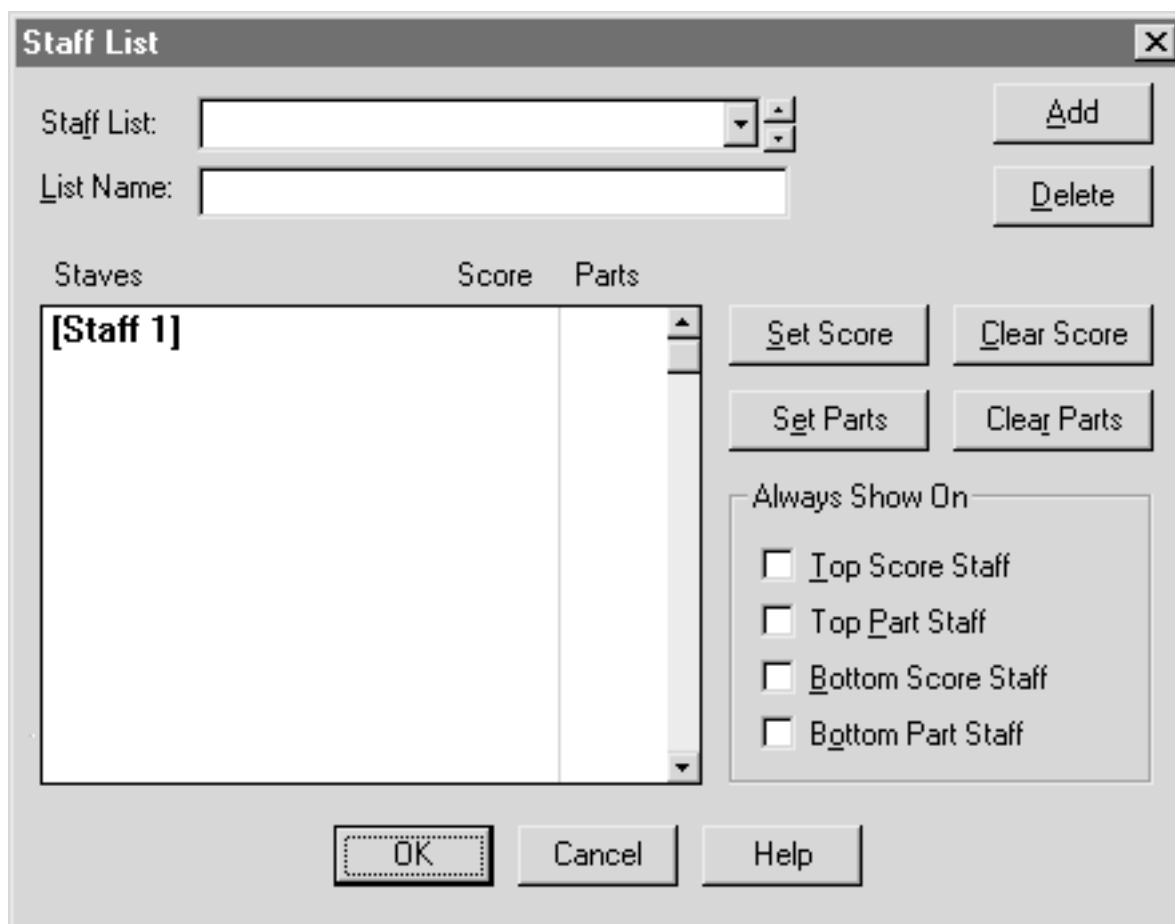 Staff List
Staff List:
Add
List Name:
Delete
Staves Score Parts
[Staff 1]
Set Score Clear Score
Set Parts Clear Parts
Always Show On
Top Score Staff
Top Part Staff
Bottom Score Staff
Bottom Part Staff
OK Cancel Help